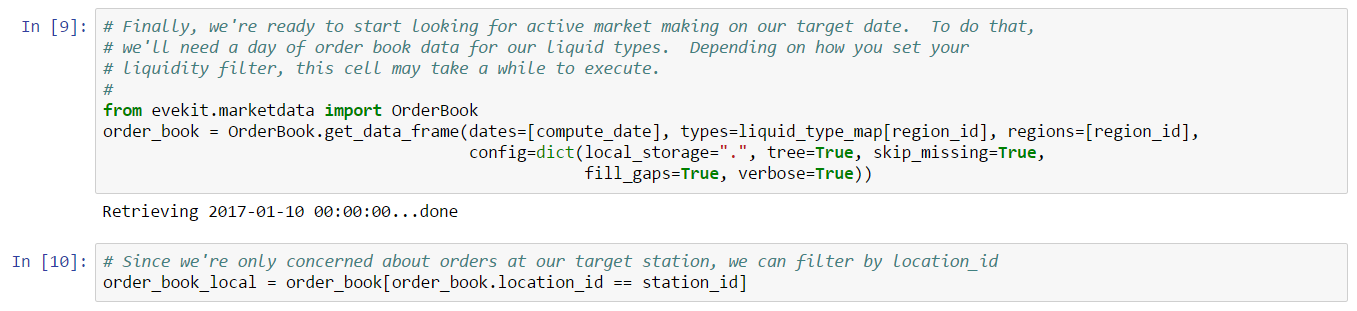 In [9]: # Finally, we're ready to start looking for active market making on our target date.  To do that,
# we'll need a day of order book data for our liquid types.  Depending on how you set your
# liquidity filter, this cell may take a while to execute.
#
from evekit.marketdata import OrderBook
order_book = OrderBook.get_data_frame(dates=[compute_date], types=liquid_type_map[region_id], regions=[region_id],
config=dict(local_storage=".", tree=True, skip_missing=True,
fill_gaps=True, verbose=True))
Retrieving 2017-01-10 00:00:00...done
In [10]: # Since we're only concerned about orders at our target station, we can filter by location_id
order_book_local = order_book[order_book.location_id == station_id]